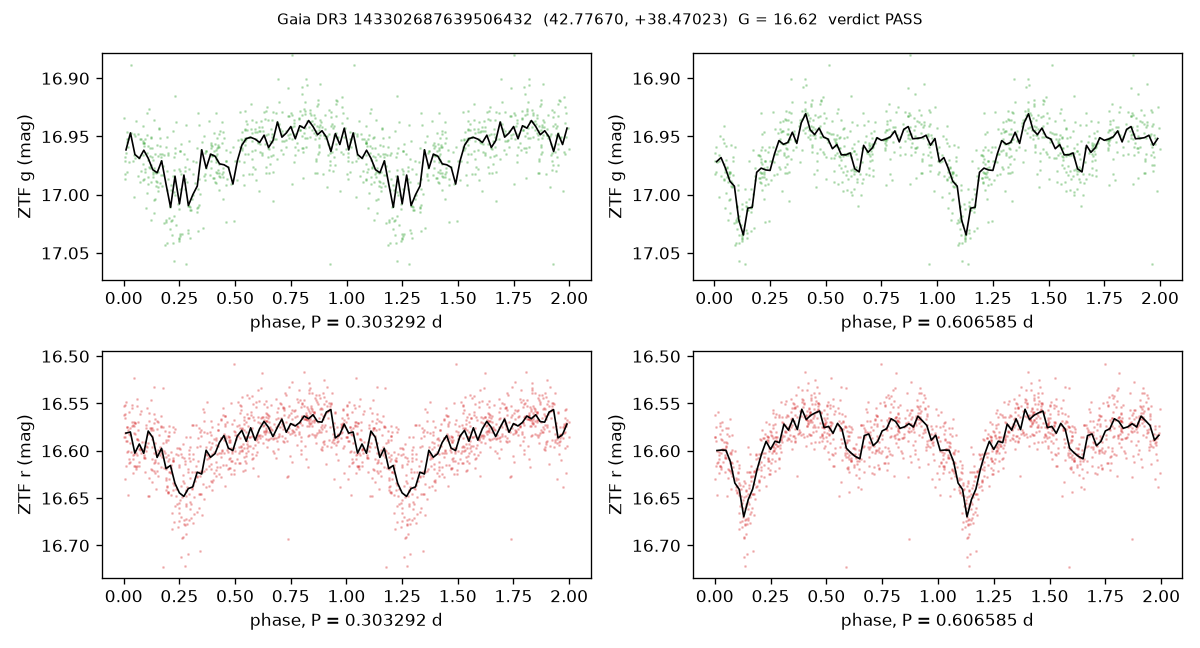 Gaia DR3 143302687639506432  (42.77670, +38.47023)  G = 16.62  verdict PASS
ZTF g (mag)
16.90
16.95
17.00
17.05
0.00 0.25 0.50 0.75 1.00 1.25 1.50 1.75 2.00
phase, P = 0.303292 d
ZTF g (mag)
16.90
16.95
17.00
17.05
0.00 0.25 0.50 0.75 1.00 1.25 1.50 1.75 2.00
phase, P = 0.606585 d
ZTF r (mag)
16.50
16.55
16.60
16.65
16.70
0.00 0.25 0.50 0.75 1.00 1.25 1.50 1.75 2.00
phase, P = 0.303292 d
ZTF r (mag)
16.50
16.55
16.60
16.65
16.70
0.00 0.25 0.50 0.75 1.00 1.25 1.50 1.75 2.00
phase, P = 0.606585 d